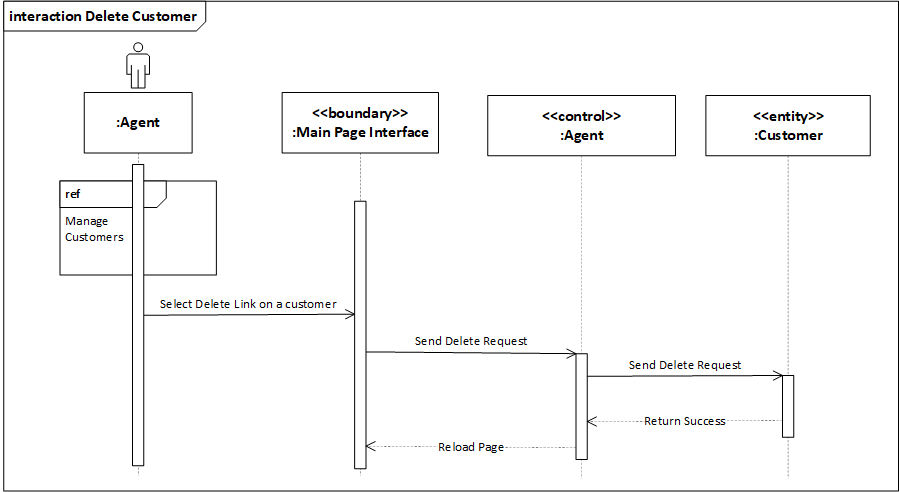 interaction Delete Customer
:Agent
<<boundary>>
:Main Page Interface
<<control>>
:Agent
<<entity>>
:Customer
ref
Manage
Customers
Select Delete Link on a customer
Send Delete Request
Send Delete Request
Return Success
Reload Page